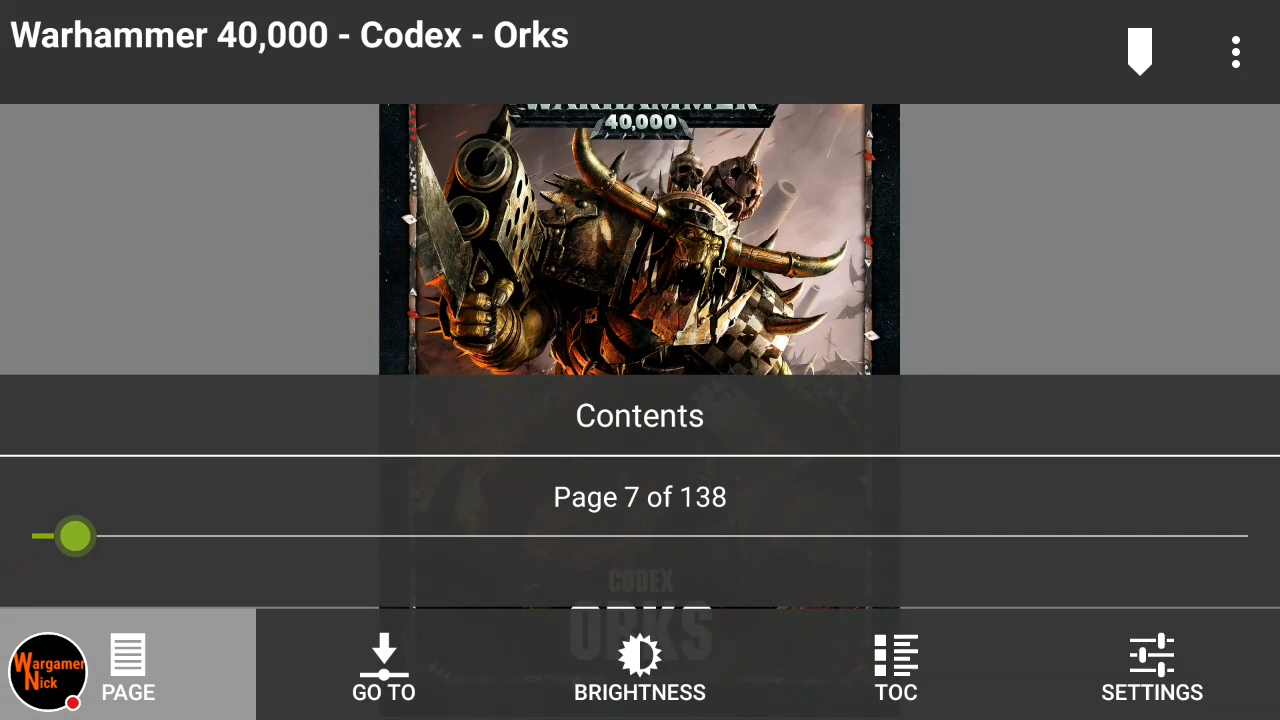 Warhammer 40,000 - Codex - Orks
WARHAMMER
40,000
Contents
Page 7 of 138
CODEX
ORKS
Wargamer
Nick
PAGE
GO TO
BRIGHTNESS
TOC
SETTINGS